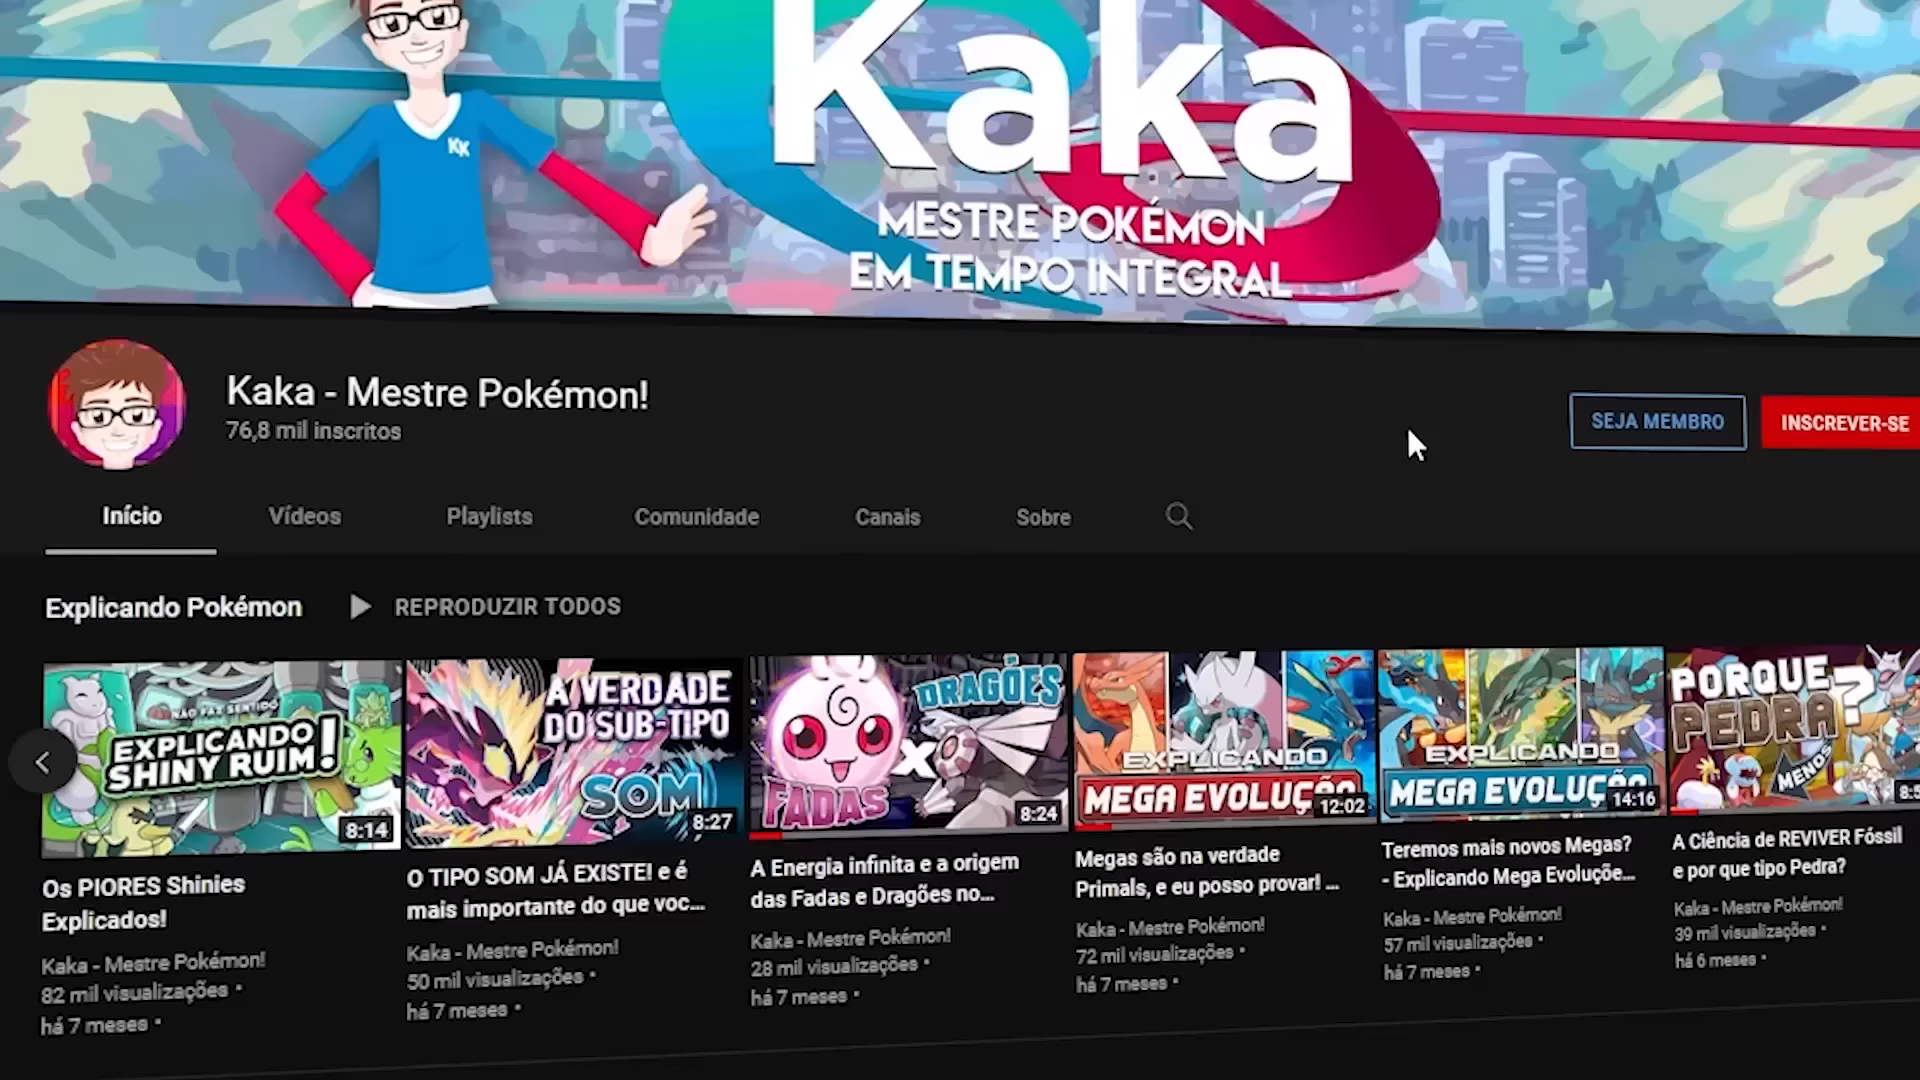 Kaka
MESTRE POKÉMON
EM TEMPO INTEGRAL
KK
Kaka - Mestre Pokémon!
76,8 mil inscritos
SEJA MEMBRO
INSCREVER-SE
Início
Vídeos
Playlists
Comunidade
Canais
Sobre
Explicando Pokémon
REPRODUZIR TODOS
NÃO FAZ SENTIDO
EXPLICANDO
SHINY RUIM!
8:14
A VERDADE
DO SUB-TIPO
SOM
8:27
DRAGÕES
X
FADAS
8:24
EXPLICANDO
MEGA EVOLUÇÃO
12:02
EXPLICANDO
MEGA EVOLUÇÃO
14:16
PORQUE
PEDRA?
MENOS
Os PIORES Shinies
Explicados!
Kaka - Mestre Pokémon!
82 mil visualizações •
há 7 meses •
O TIPO SOM JÁ EXISTE! e é
mais importante do que voc...
Kaka - Mestre Pokémon!
50 mil visualizações •
há 7 meses •
A Energia infinita e a origem
das Fadas e Dragões no...
Kaka - Mestre Pokémon!
28 mil visualizações •
há 7 meses •
Megas são na verdade
Primals, e eu posso provar! ...
Kaka - Mestre Pokémon!
72 mil visualizações •
há 7 meses •
Teremos mais novos Megas?
- Explicando Mega Evoluçõe...
Kaka - Mestre Pokémon!
57 mil visualizações •
há 7 meses •
A Ciência de REVIVER Fóssil
e por que tipo Pedra?
Kaka - Mestre Pokémon!
39 mil visualizações •
há 6 meses •